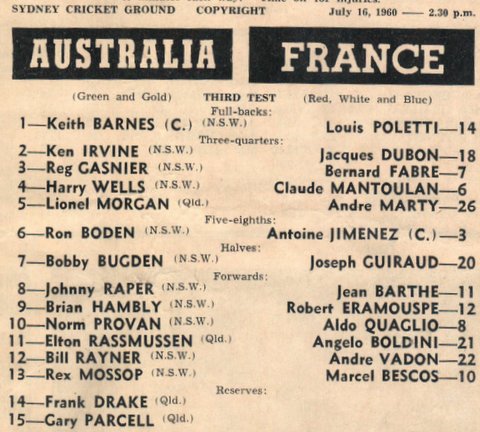 SYDNEY CRICKET GROUND COPYRIGHT July 16, 1960 — 2.30 p.m.
AUSTRALIA FRANCE
(Green and Gold) THIRD TEST (Red, White and Blue)
Full-backs:
1—Keith BARNES (C.) (N.S.W.) Louis POLETTI—14
Three-quarters:
2—Ken IRVINE (N.S.W.) Jacques DUBON—18
3—Reg GASNIER (N.S.W.) Bernard FABRE—7
4—Harry WELLS (N.S.W.) Claude MANTOULAN—6
5—Lionel MORGAN (Qld.) Andre MARTY—26
Five-eighths:
6—Ron BODEN (N.S.W.) Antoine JIMENEZ (C.)—3
Halves:
7—Bobby BUGDEN (N.S.W.) Joseph GUIRAUD—20
Forwards:
8—Johnny RAPER (N.S.W.) Jean BARTHE—11
9—Brian HAMBLY (N.S.W.) Robert ERAMOUSPE—12
10—Norm PROVAN (N.S.W.) Aldo QUAGLIO—8
11—Elton RASSMUSSEN (Qld.) Angelo BOLDINI—21
12—Bill RAYNER (N.S.W.) Andre VADON—22
13—Rex MOSSOP (N.S.W.) Marcel BESCOS—10
Reserves:
14—Frank DRAKE (Qld.)
15—Gary PARCELL (Qld.)